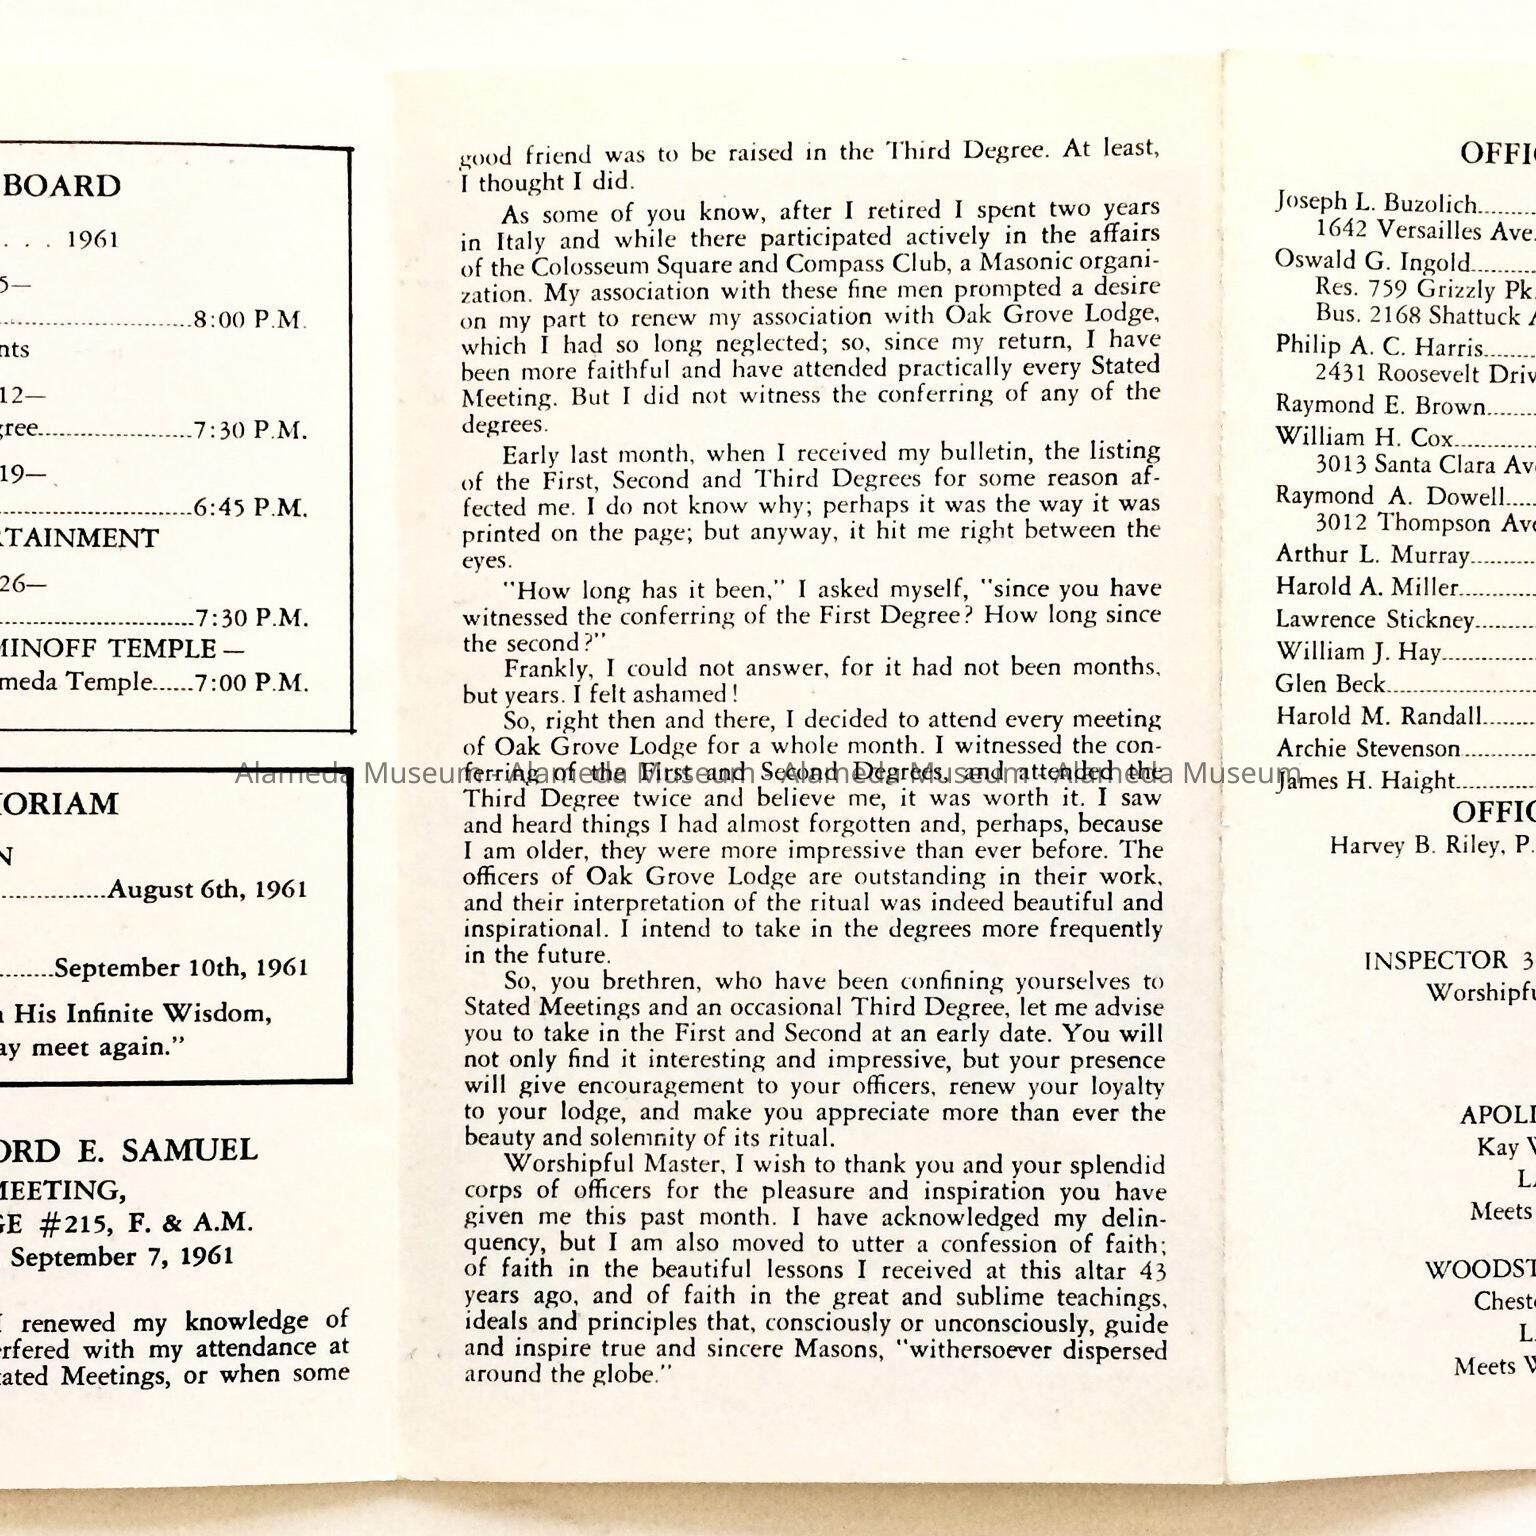 BOARD
. . . 1961
5—
8:00 P.M.
12—
7:30 P.M.
19—
6:45 P.M.
26—
7:30 P.M.
TEMPLE —
Temple......7:00 P.M.
August 6th, 1961
September 10th, 1961
His Infinite Wisdom,
meet again."
E. SAMUEL
MEETING,
#215, F. & A.M.
September 7, 1961
I renewed my knowledge of
with my attendance at
Meetings, or when some
good friend was to be raised in the Third Degree. At least,
I thought I did.
As some of you know, after I retired I spent two years
in Italy and while there participated actively in the affairs
of the Colosseum Square and Compass Club, a Masonic organi-
zation. My association with these fine men prompted a desire
on my part to renew my association with Oak Grove Lodge,
which I had so long neglected; so, since my return, I have
been more faithful and have attended practically every Stated
Meeting. But I did not witness the conferring of any of the
degrees.
Early last month, when I received my bulletin, the listing
of the First, Second and Third Degrees for some reason af-
fected me. I do not know why; perhaps it was the way it was
printed on the page; but anyway, it hit me right between the
eyes.
"How long has it been," I asked myself, "since you have
witnessed the conferring of the First Degree? How long since
the second?"
Frankly, I could not answer, for it had not been months,
but years. I felt ashamed!
So, right then and there, I decided to attend every meeting
of Oak Grove Lodge for a whole month. I witnessed the con-
ferring of the First and Second Degrees, and attended the
Alameda Museum - Alameda Museum - Alameda Museum - Alameda Museum
Third Degree twice and believe me, it was worth it. I saw
and heard things I had almost forgotten and, perhaps, because
I am older, they were more impressive than ever before. The
officers of Oak Grove Lodge are outstanding in their work,
and their interpretation of the ritual was indeed beautiful and
inspirational. I intend to take in the degrees more frequently
in the future.
So, you brethren, who have been confining yourselves to
Stated Meetings and an occasional Third Degree, let me advise
you to take in the First and Second at an early date. You will
not only find it interesting and impressive, but your presence
will give encouragement to your officers, renew your loyalty
to your lodge, and make you appreciate more than ever the
beauty and solemnity of its ritual.
Worshipful Master, I wish to thank you and your splendid
corps of officers for the pleasure and inspiration you have
given me this past month. I have acknowledged my delin-
quency, but I am also moved to utter a confession of faith;
of faith in the beautiful lessons I received at this altar 43
years ago, and of faith in the great and sublime teachings,
ideals and principles that, consciously or unconsciously, guide
and inspire true and sincere Masons, "withersoever dispersed
around the globe."
Joseph L. Buzolich
1642 Versailles Ave.
Oswald G. Ingold
Res. 759 Grizzly Pk.
Bus. 2168 Shattuck
Philip A. C. Harris
2431 Roosevelt
Raymond E. Brown
William H. Cox
3013 Santa Clara
Raymond A. Dowell
3012 Thompson
Arthur L. Murray
Harold A. Miller
Lawrence Stickney
William J. Hay
Glen Beck
Harold M. Randall
Archie Stevenson
James H. Haight
Harvey B. Riley, P.
INSPECTOR
Kay
Meets
Meets